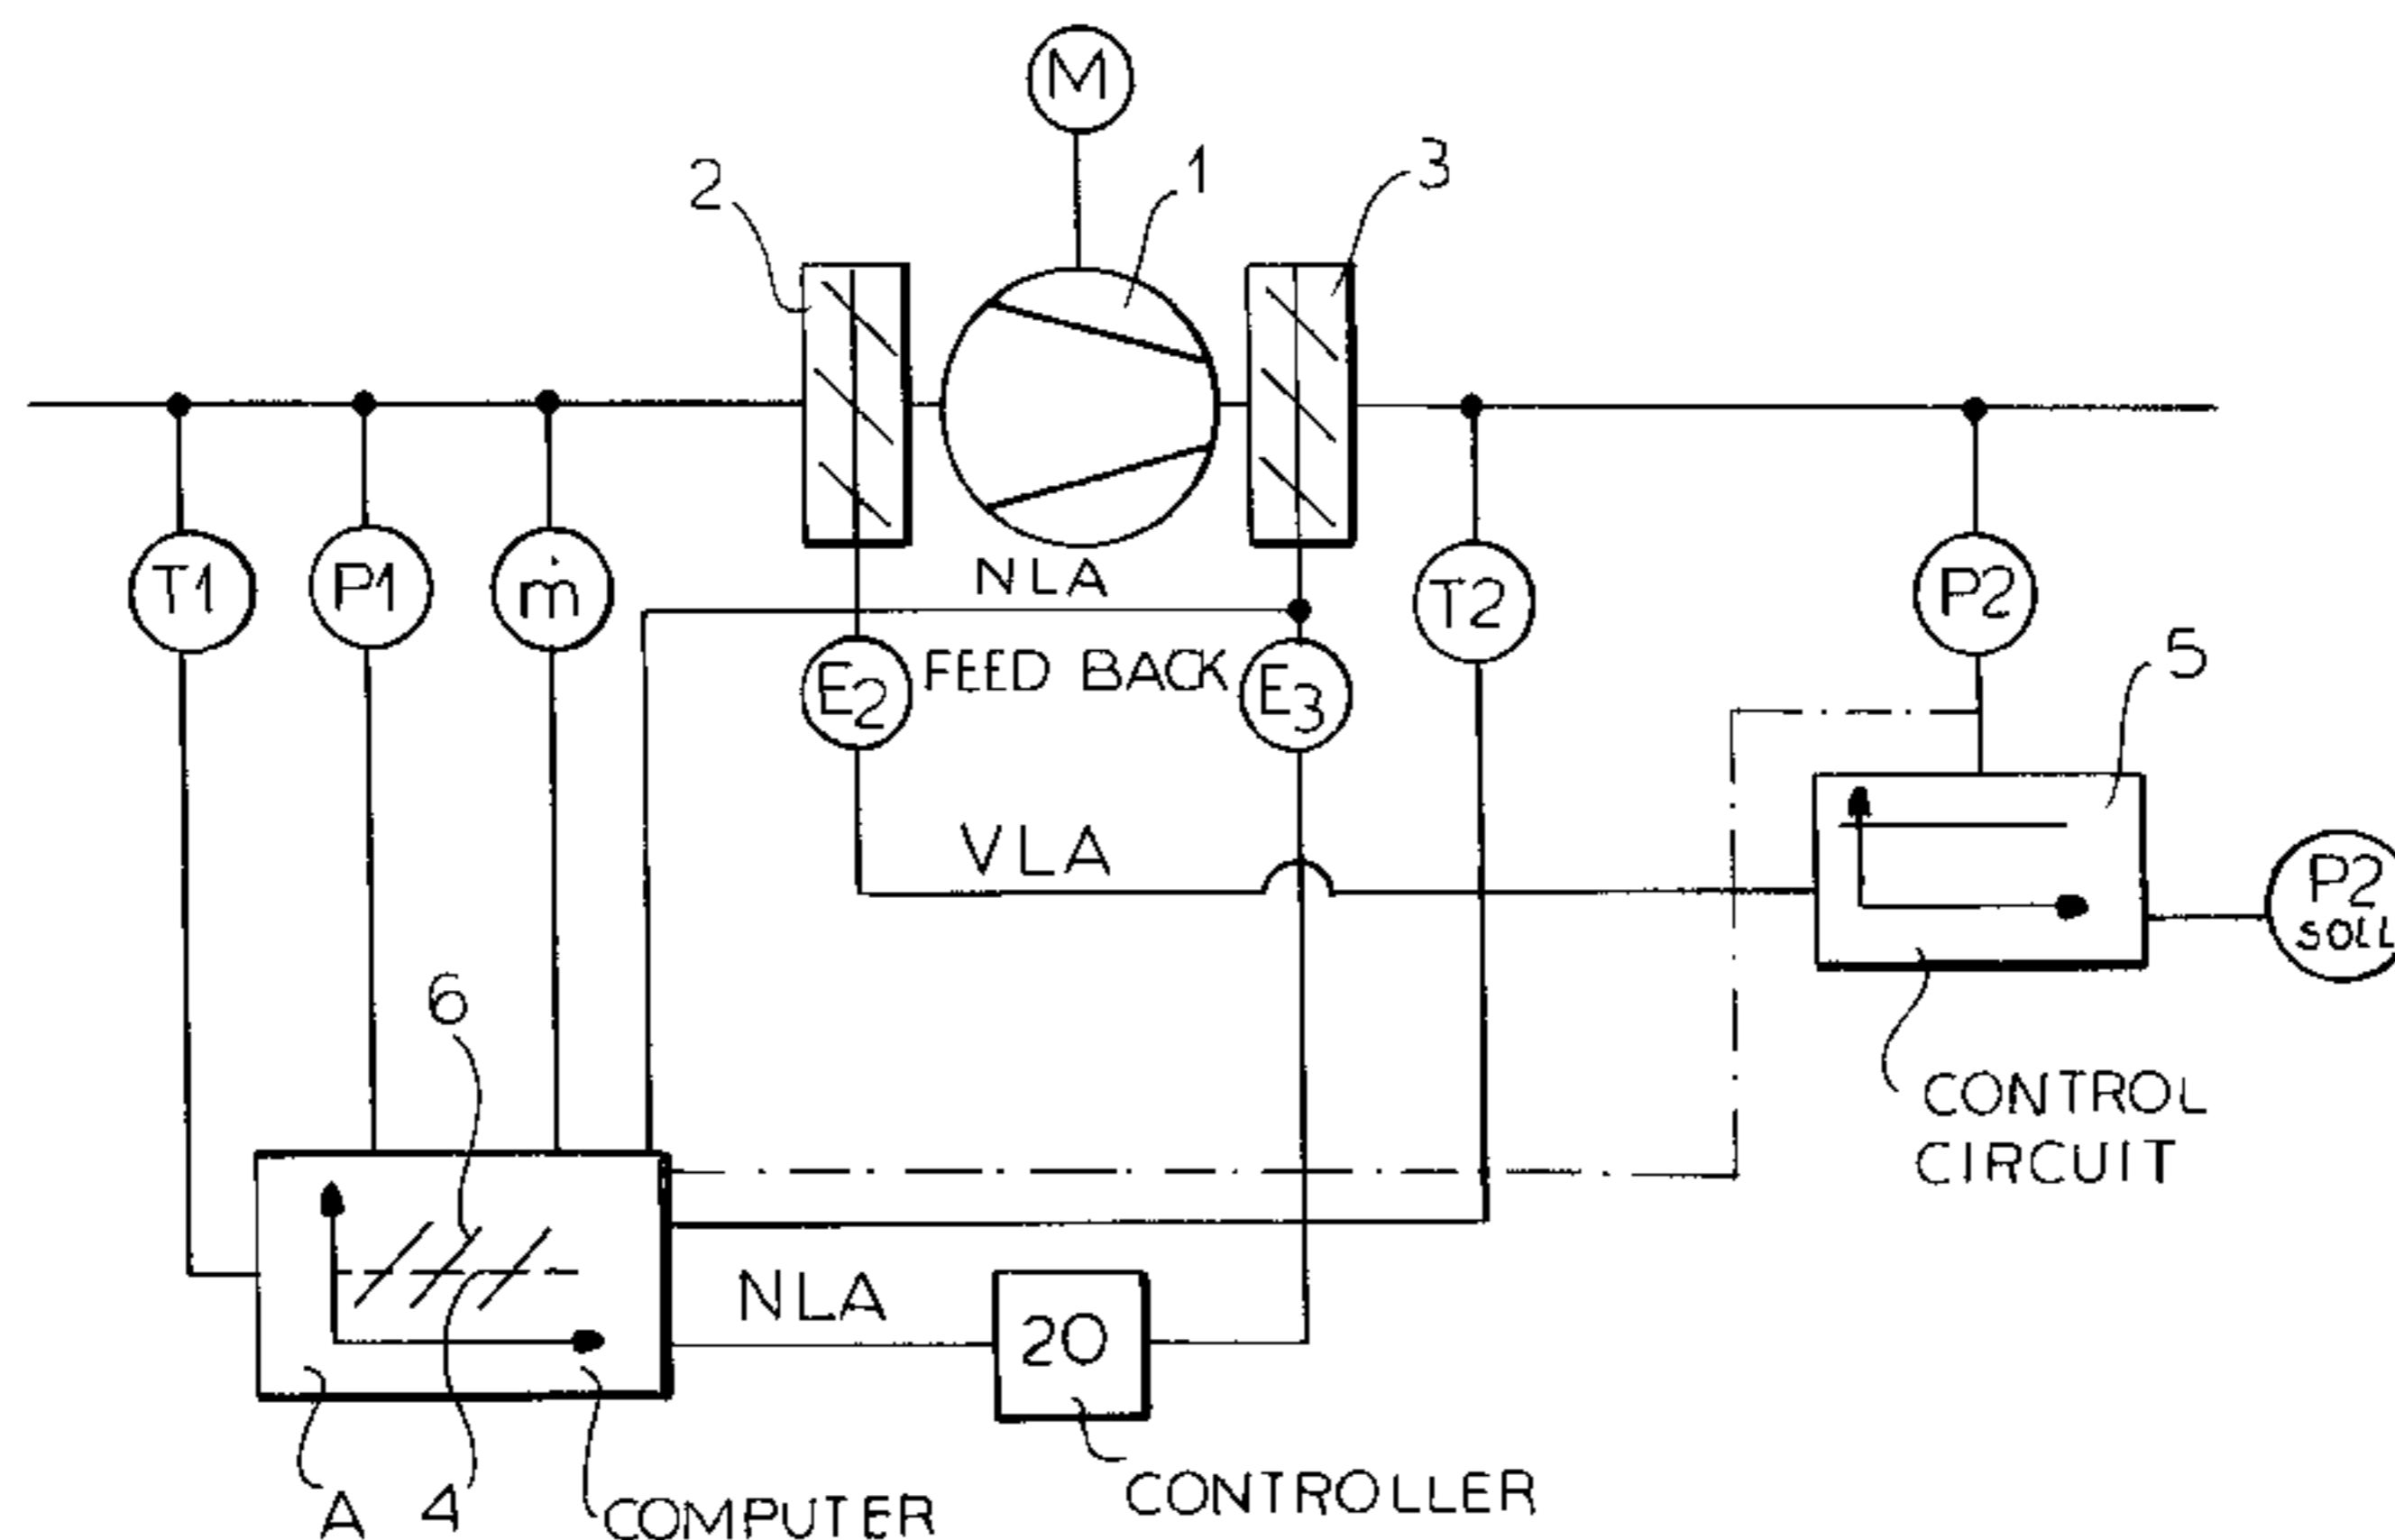 M
2
1
3
T1
P1
ṁ
NLA
T2
P2
E2
FEED BACK
E3
5
VLA
P2
SOLL
6
CONTROL
CIRCUIT
NLA
20
A
4
COMPUTER
CONTROLLER